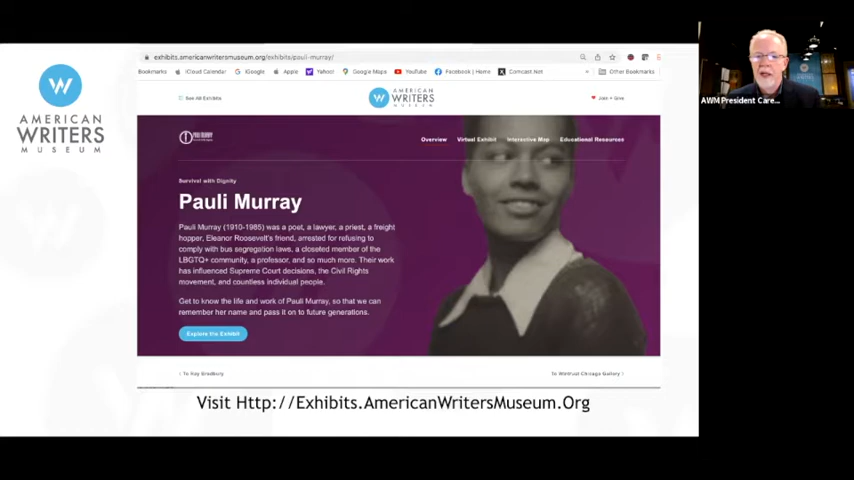 exhibits.americanwritersmuseum.org/exhibits/pauli-murray/
Bookmarks iCloud Calendar iGoogle Apple Yahoo! Google Maps YouTube Facebook | Home Comcast.Net » Other Bookmarks
See All Exhibits
W AMERICAN WRITERS MUSEUM
Join + Give
W
AMERICAN
WRITERS
MUSEUM
PAULI MURRAY
Overview Virtual Exhibit Interactive Map Educational Resources
Survival with Dignity
Pauli Murray
Pauli Murray (1910-1985) was a poet, a lawyer, a priest, a freight
hopper, Eleanor Roosevelt's friend, arrested for refusing to
comply with bus segregation laws, a closeted member of the
LBGTQ+ community, a professor, and so much more. Their work
has influenced Supreme Court decisions, the Civil Rights
movement, and countless individual people.
Get to know the life and work of Pauli Murray, so that we can
remember her name and pass it on to future generations.
Explore the Exhibit
‹ To Ray Bradbury
To Wintrust Chicago Gallery ›
Visit Http://Exhibits.AmericanWritersMuseum.Org
AWM President Care...